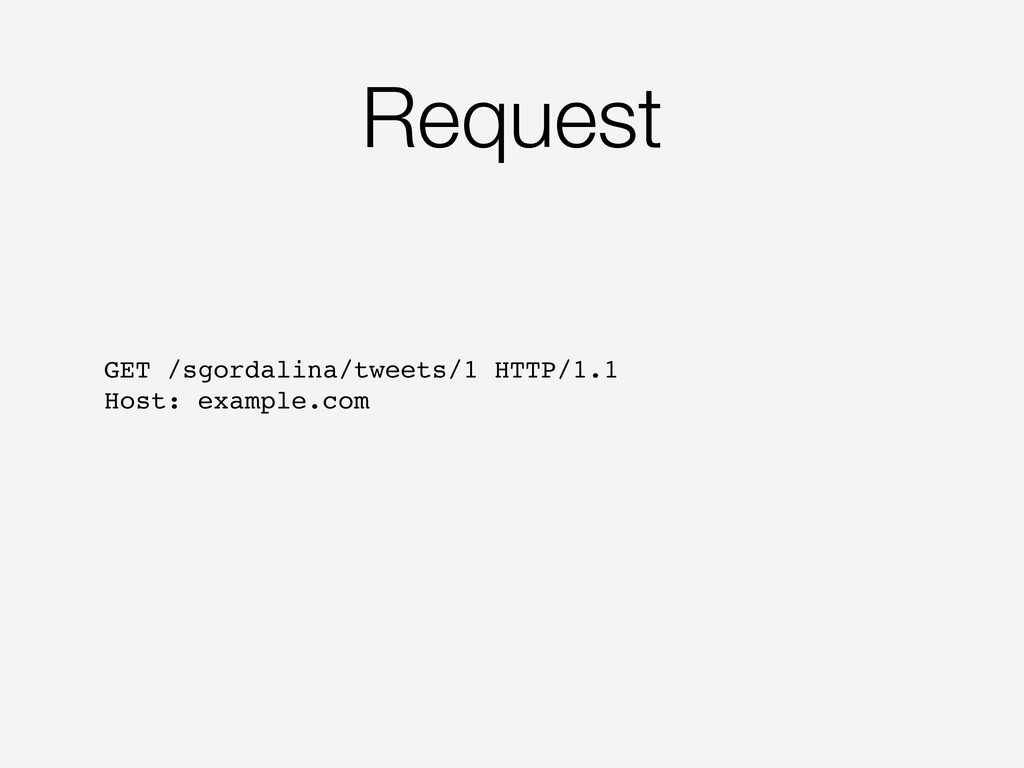 Request
GET /sgordalina/tweets/1 HTTP/1.1
Host: example.com